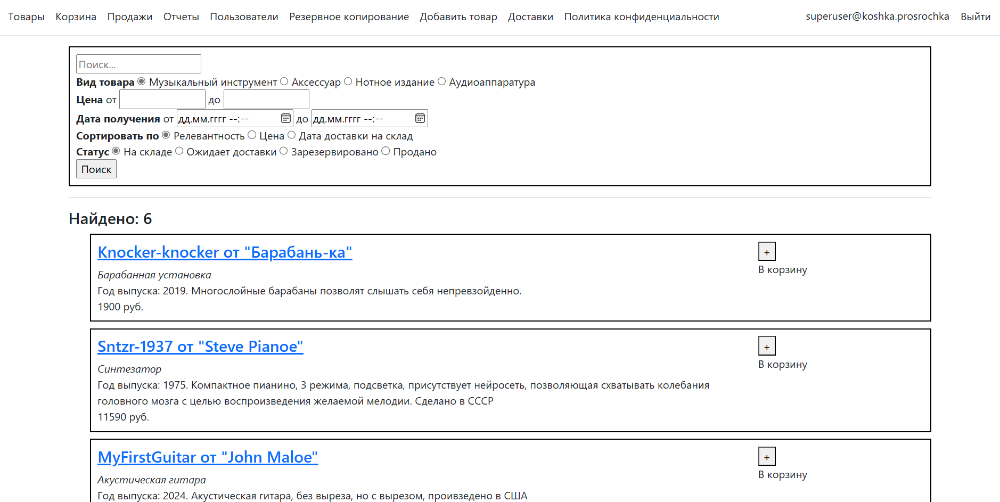 Товары Корзина Продажи Отчеты Пользователи Резервное копирование Добавить товар Доставки Политика конфиденциальности superuser@koshka.prosrochka Выйти
Поиск...
Вид товара Музыкальный инструмент Аксессуар Нотное издание Аудиоаппаратура
Цена от до
Дата получения от дд.мм.гггг --:-- до дд.мм.гггг --:--
Сортировать по Релевантность Цена Дата доставки на склад
Статус На складе Ожидает доставки Зарезервировано Продано
Поиск
Найдено: 6
Knocker-knocker от "Барабань-ка"
+
В корзину
Барабанная установка
Год выпуска: 2019. Многослойные барабаны позволят слышать себя непревзойденно.
1900 руб.
Sntzr-1937 от "Steve Pianoe"
+
В корзину
Синтезатор
Год выпуска: 1975. Компактное пианино, 3 режима, подсветка, присутствует нейросеть, позволяющая схватывать колебания
головного мозга с целью воспроизведения желаемой мелодии. Сделано в СССР
11590 руб.
MyFirstGuitar от "John Maloe"
+
В корзину
Акустическая гитара
Год выпуска: 2024. Акустическая гитара, без выреза, но с вырезом, произведено в США